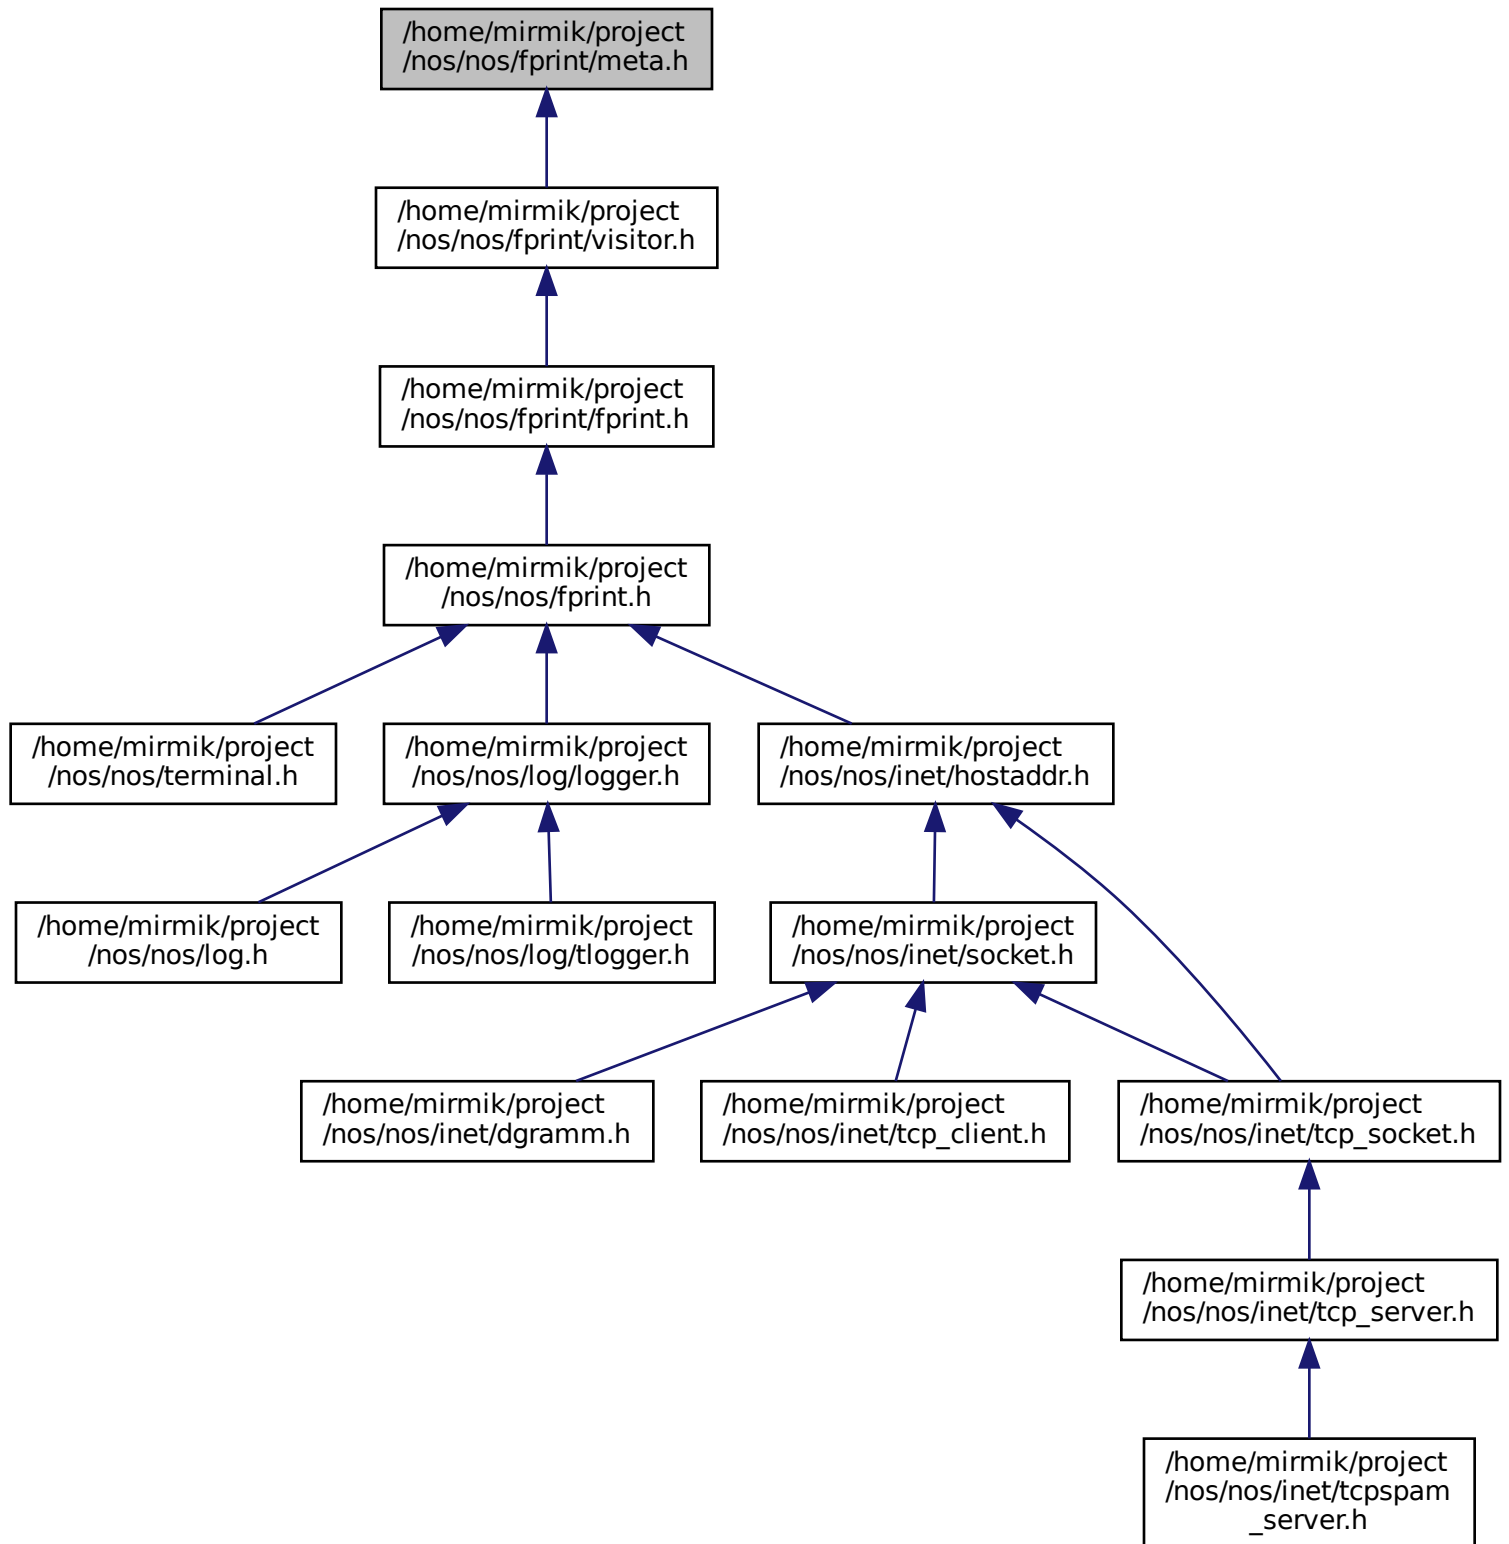 /home/mirmik/project
/nos/nos/fprint/meta.h
/home/mirmik/project
/nos/nos/fprint/visitor.h
/home/mirmik/project
/nos/nos/fprint/fprint.h
/home/mirmik/project
/nos/nos/fprint.h
/home/mirmik/project
/nos/nos/terminal.h
/home/mirmik/project
/nos/nos/log/logger.h
/home/mirmik/project
/nos/nos/inet/hostaddr.h
/home/mirmik/project
/nos/nos/log.h
/home/mirmik/project
/nos/nos/log/tlogger.h
/home/mirmik/project
/nos/nos/inet/socket.h
/home/mirmik/project
/nos/nos/inet/dgramm.h
/home/mirmik/project
/nos/nos/inet/tcp_client.h
/home/mirmik/project
/nos/nos/inet/tcp_socket.h
/home/mirmik/project
/nos/nos/inet/tcp_server.h
/home/mirmik/project
/nos/nos/inet/tcpspam
_server.h